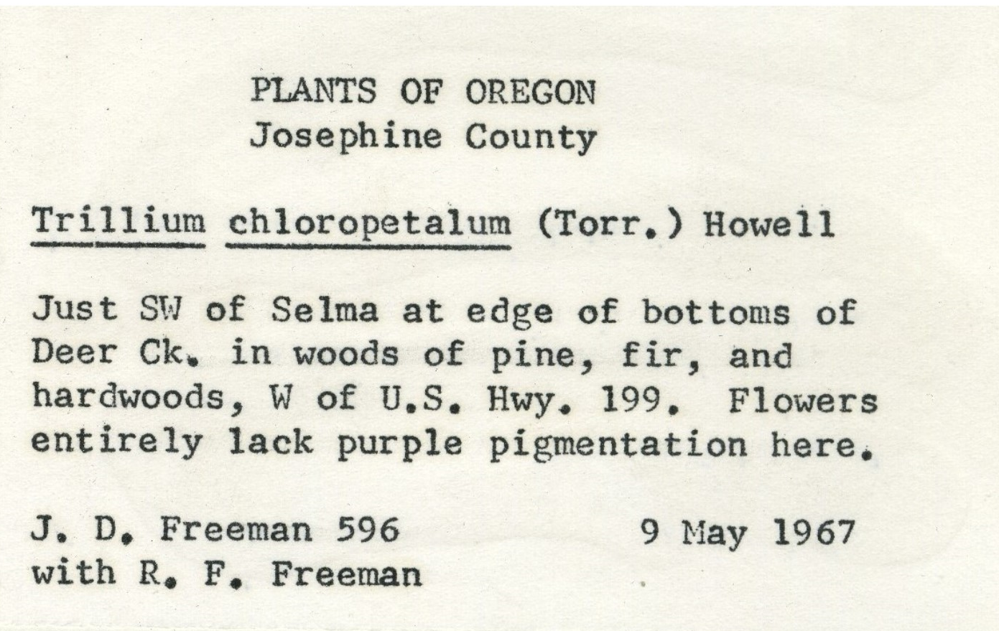 PLANTS OF OREGON
Josephine County
Trillium chloropetalum (Torr.) Howell
Just SW of Selma at edge of bottoms of
Deer Ck. in woods of pine, fir, and
hardwoods, W of U.S. Hwy. 199. Flowers
entirely lack purple pigmentation here.
J. D. Freeman 596 9 May 1967
with R. F. Freeman